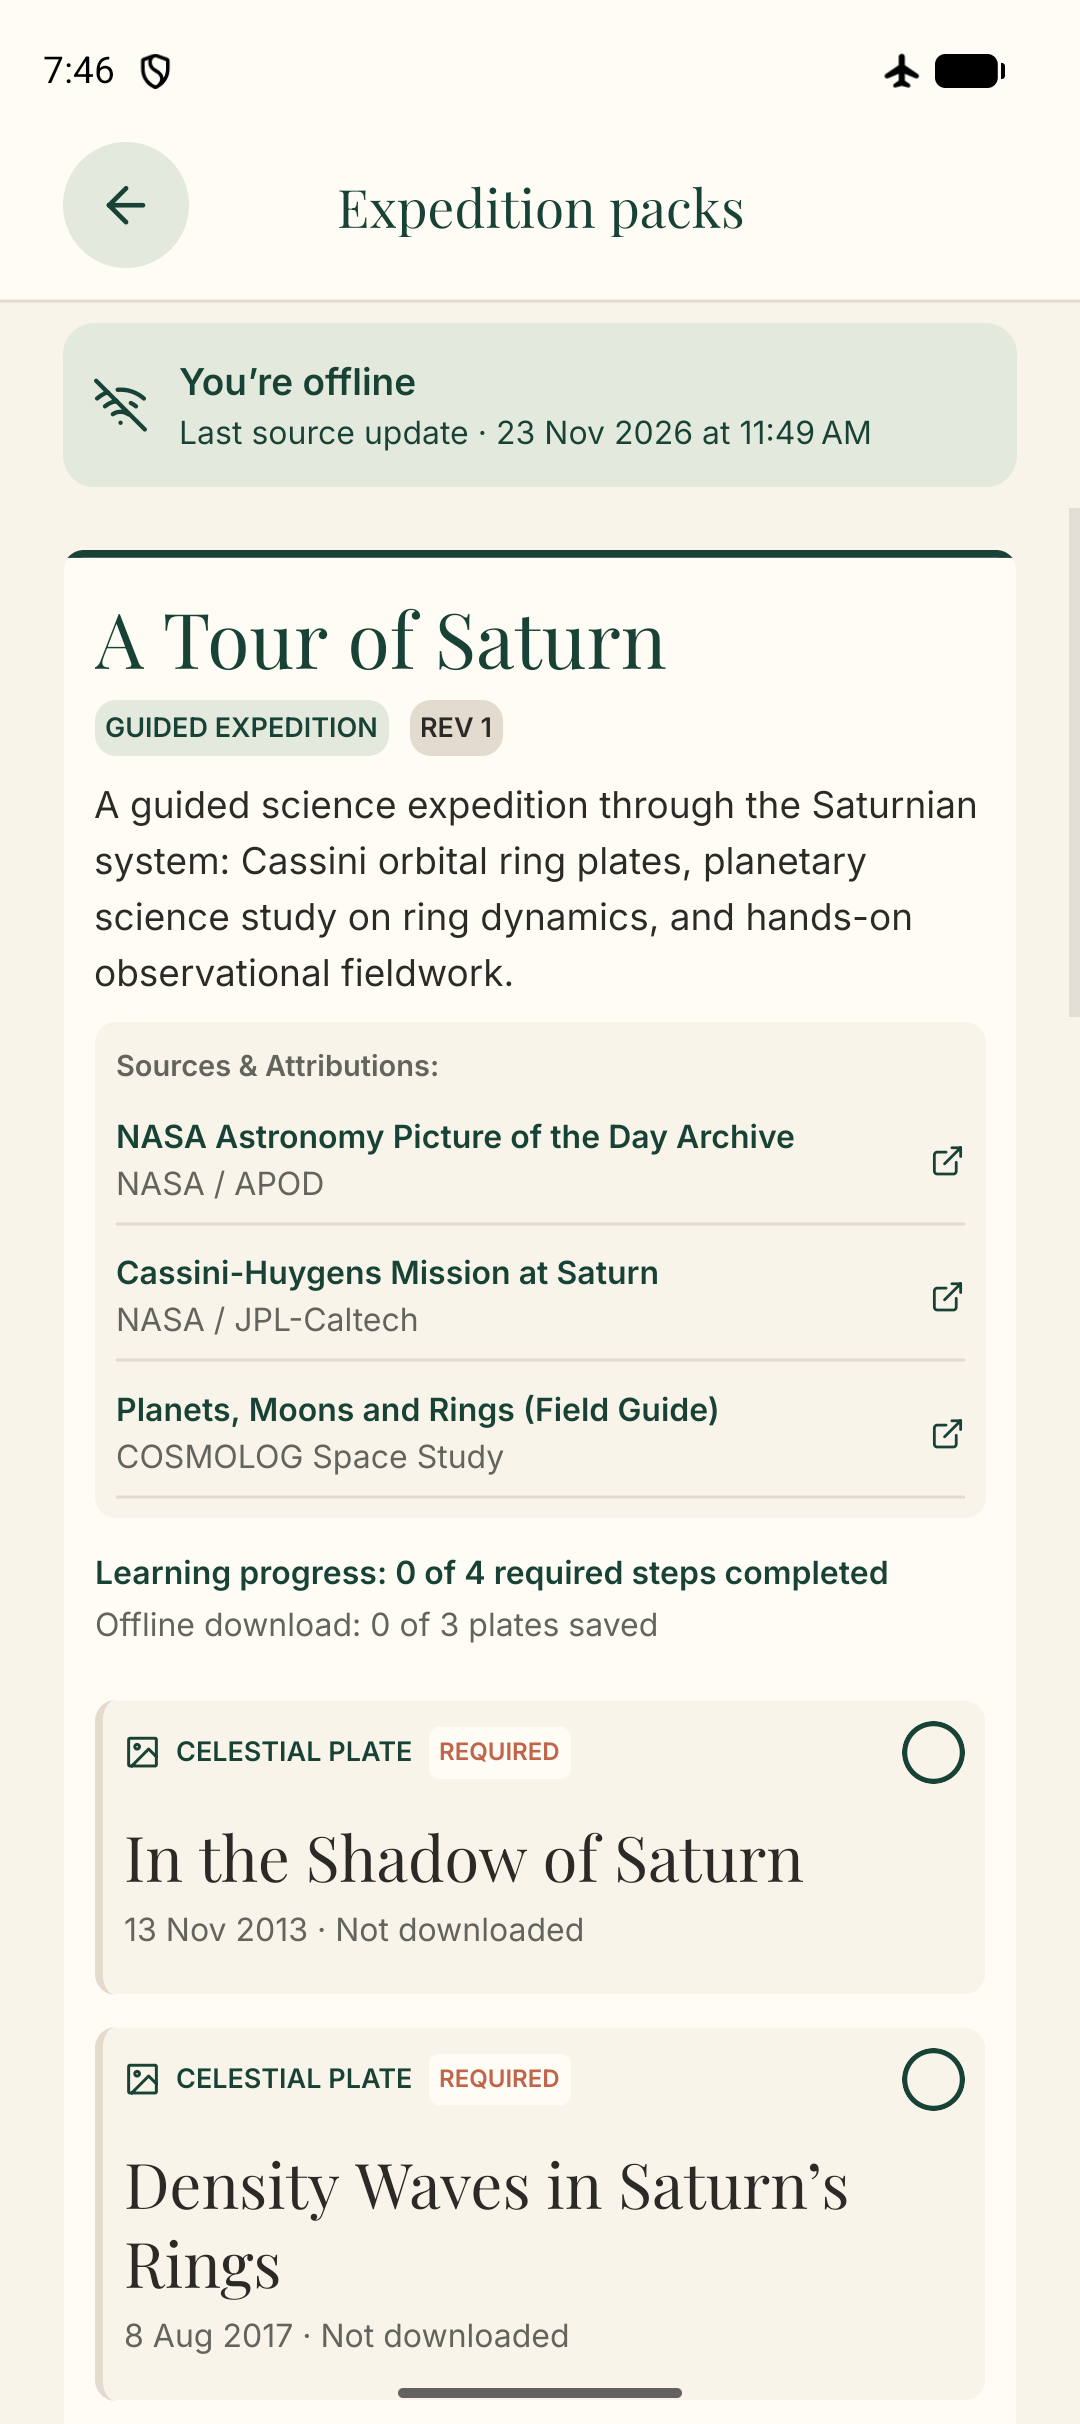 7:46
Expedition packs
You’re offline
Last source update · 23 Nov 2026 at 11:49 AM
A Tour of Saturn
GUIDED EXPEDITION REV 1
A guided science expedition through the Saturnian
system: Cassini orbital ring plates, planetary
science study on ring dynamics, and hands-on
observational fieldwork.
Sources & Attributions:
NASA Astronomy Picture of the Day Archive
NASA / APOD
Cassini-Huygens Mission at Saturn
NASA / JPL-Caltech
Planets, Moons and Rings (Field Guide)
COSMOLOG Space Study
Learning progress: 0 of 4 required steps completed
Offline download: 0 of 3 plates saved
CELESTIAL PLATE REQUIRED
In the Shadow of Saturn
13 Nov 2013 · Not downloaded
CELESTIAL PLATE REQUIRED
Density Waves in Saturn’s
Rings
8 Aug 2017 · Not downloaded